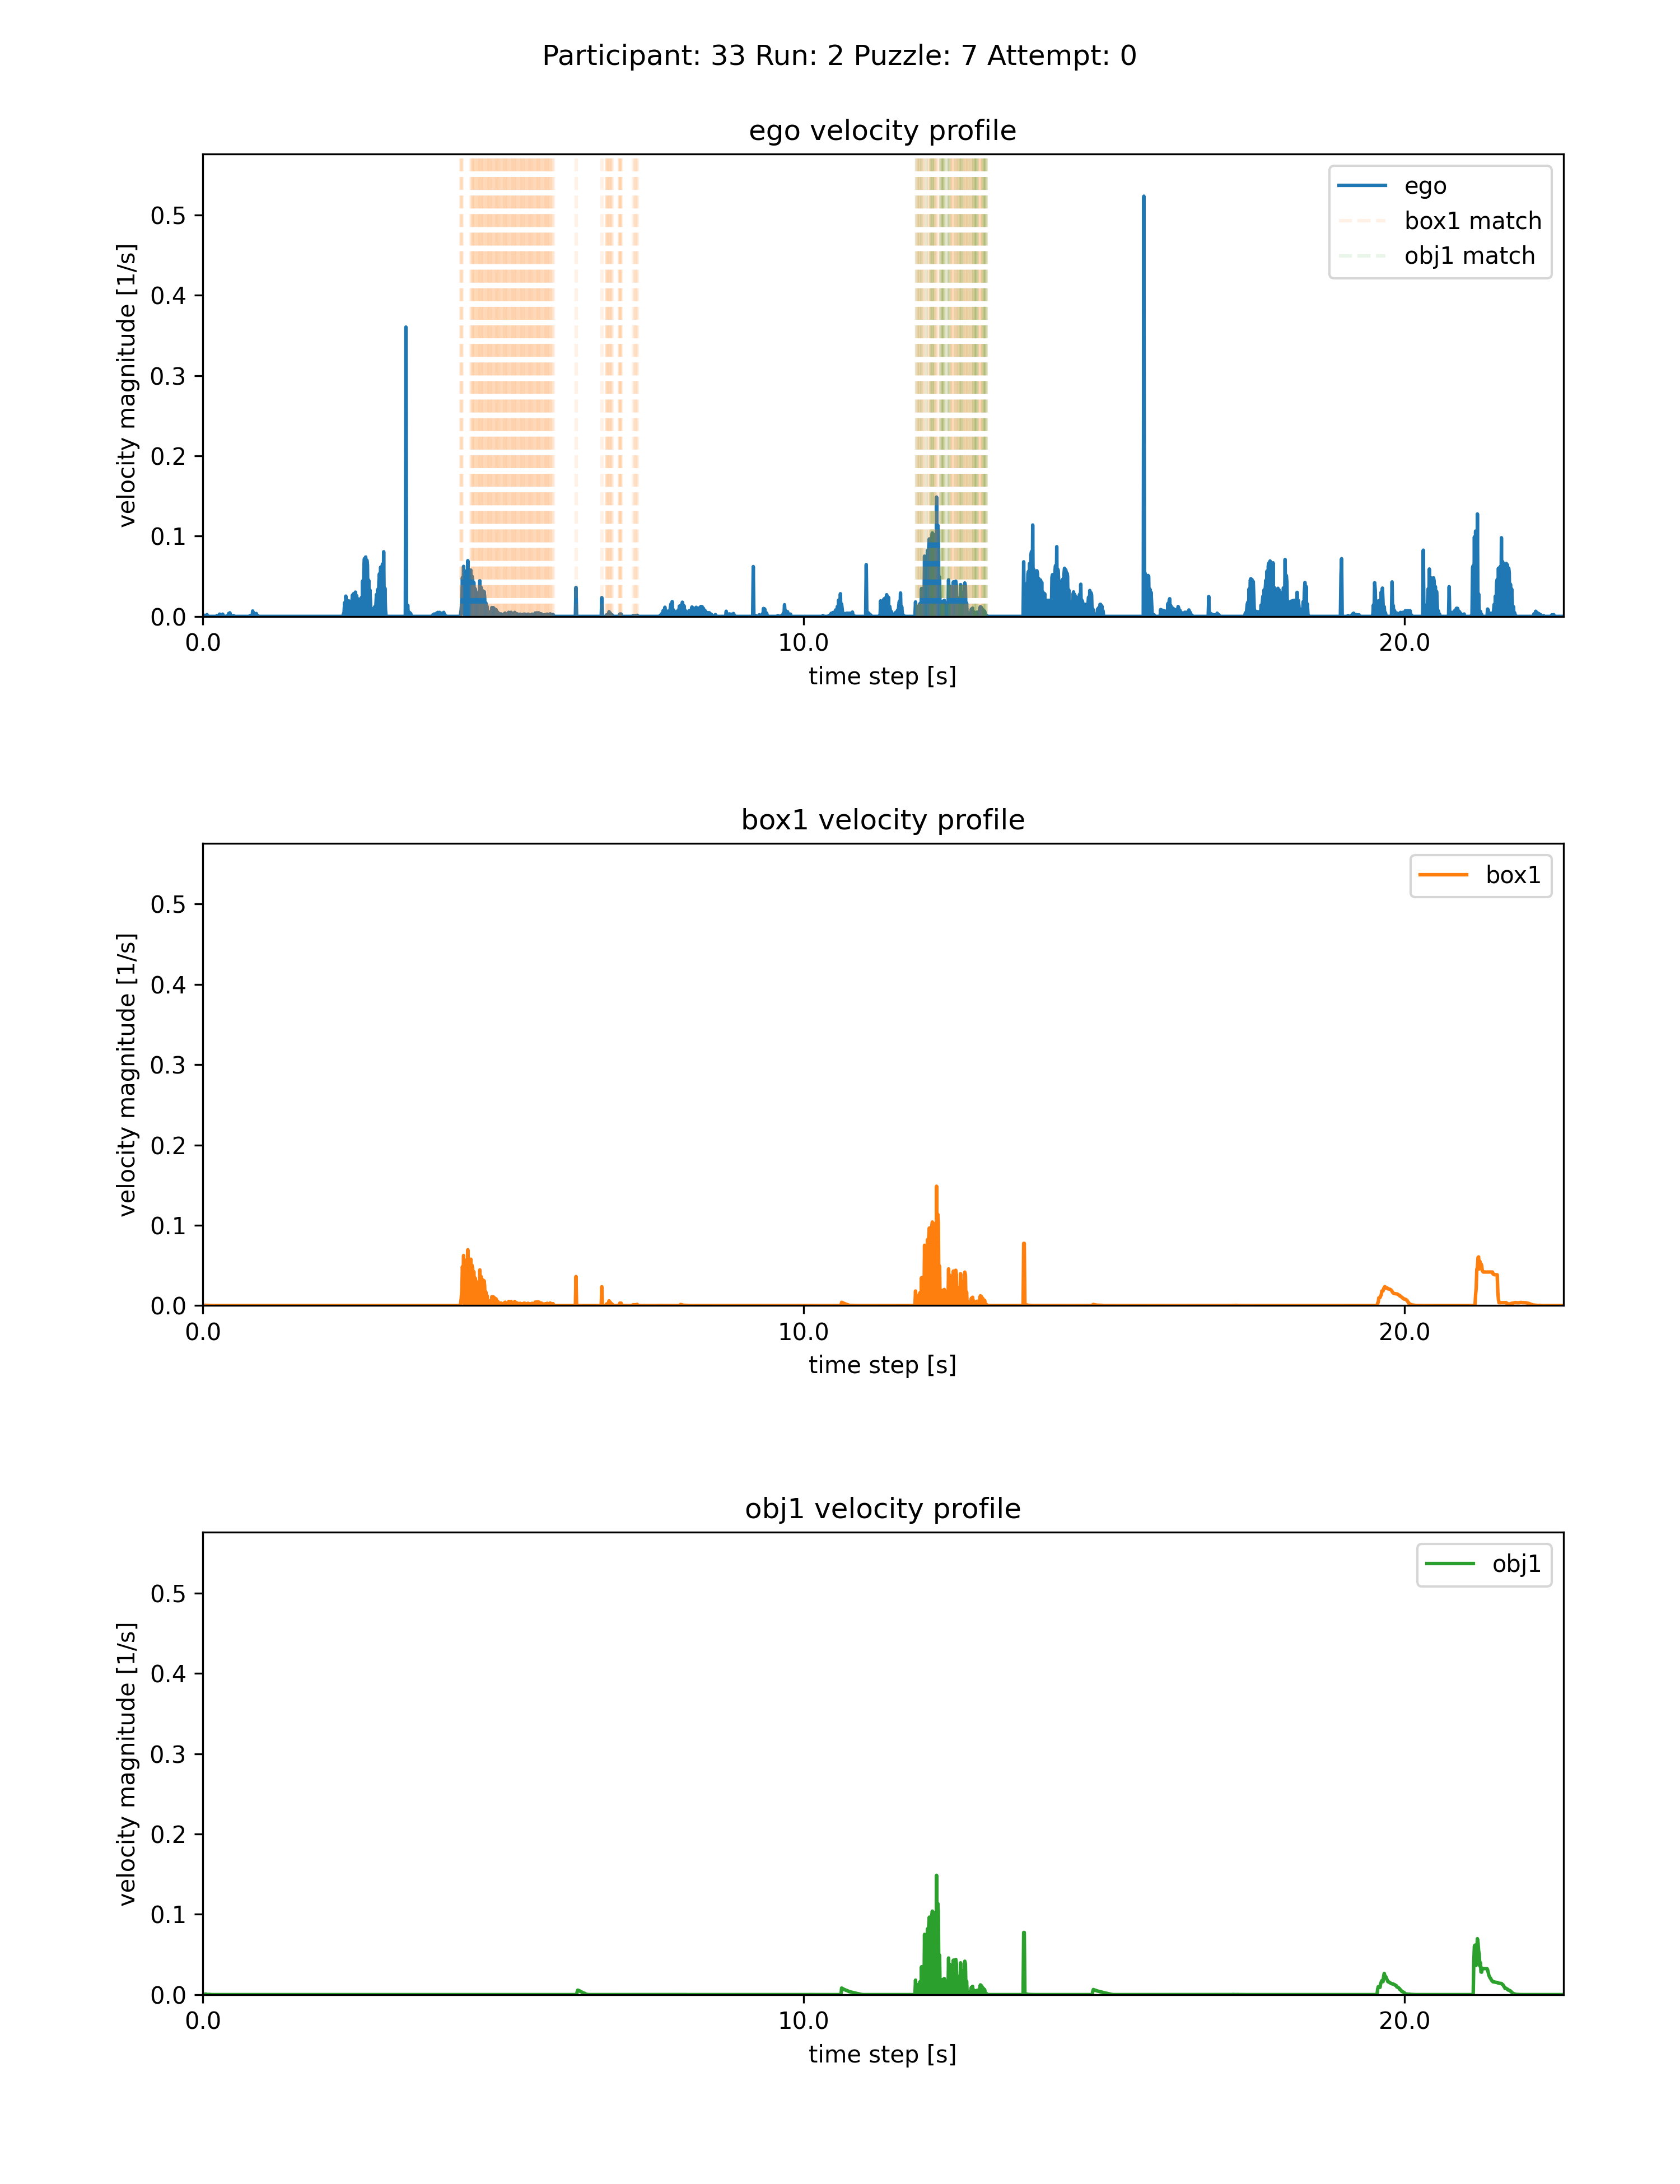 Participant: 33 Run: 2 Puzzle: 7 Attempt: 0
ego velocity profile
velocity magnitude [1/s]
0.5
0.4
0.3
0.2
0.1
0.0
ego
box1 match
obj1 match
0.0 10.0 20.0
time step [s]
box1 velocity profile
velocity magnitude [1/s]
0.5
0.4
0.3
0.2
0.1
0.0
box1
0.0 10.0 20.0
time step [s]
obj1 velocity profile
velocity magnitude [1/s]
0.5
0.4
0.3
0.2
0.1
0.0
obj1
0.0 10.0 20.0
time step [s]